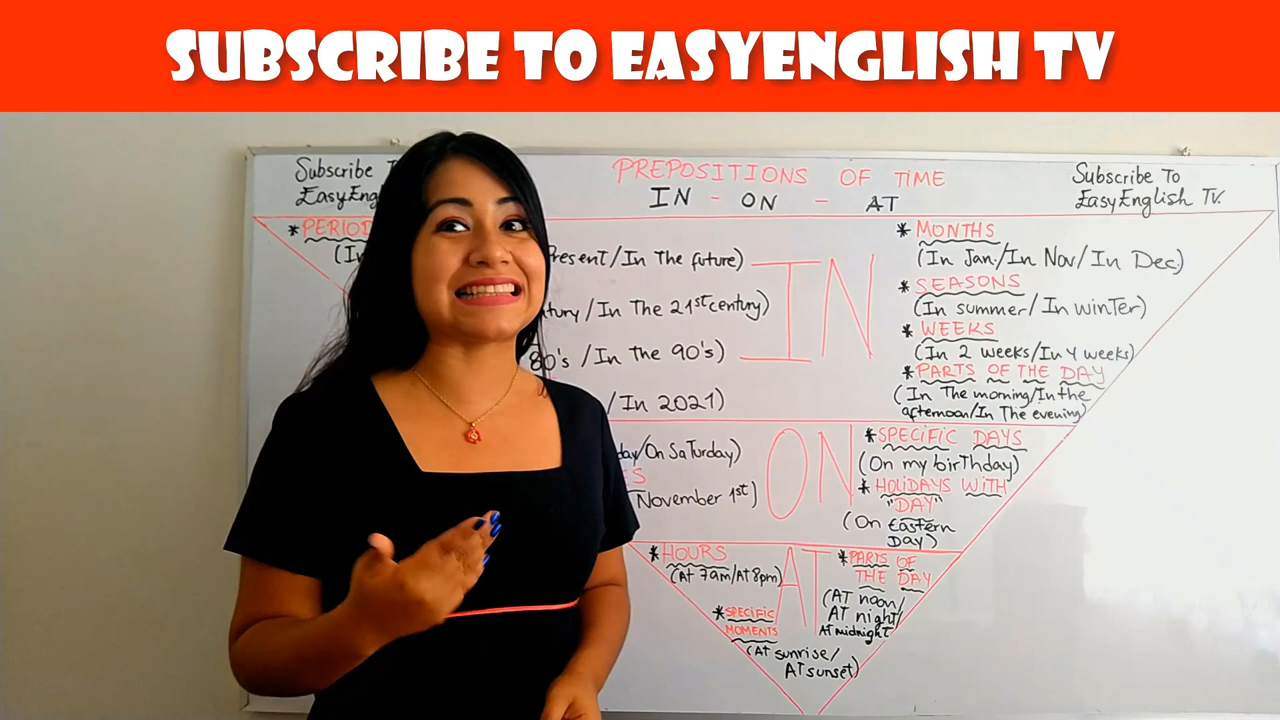 SUBSCRIBE TO EASYENGLISH TV
Subscribe
PREPOSITIONS OF TIME
IN - ON - AT
Subscribe To
EasyEnglish TV.
Present/In The future)
/In The 21st century)
80's /In the 90's)
/In 2021)
IN
* MONTHS
(In Jan/In Nov/In Dec)
* SEASONS
(In summer/In winTer)
* WEEKS
(In 2 weeks/In 4 weeks)
* PARTS OF THE DAY
(In The morning/In the
afternoon/In The evening)
/On SaTurday)
November 1st)
ON
* SPECIFIC DAYS
(On my birThday)
* HOLIDAYS WITH
"DAY"
(On Eastern
Day)
* HOURS
(AT 7am/AT 8pm)
* SPECIFIC
MOMENTS
(AT sunrise/
AT sunset)
AT
* PARTS OF
THE DAY
(AT noon/
AT night/
AT midnight)